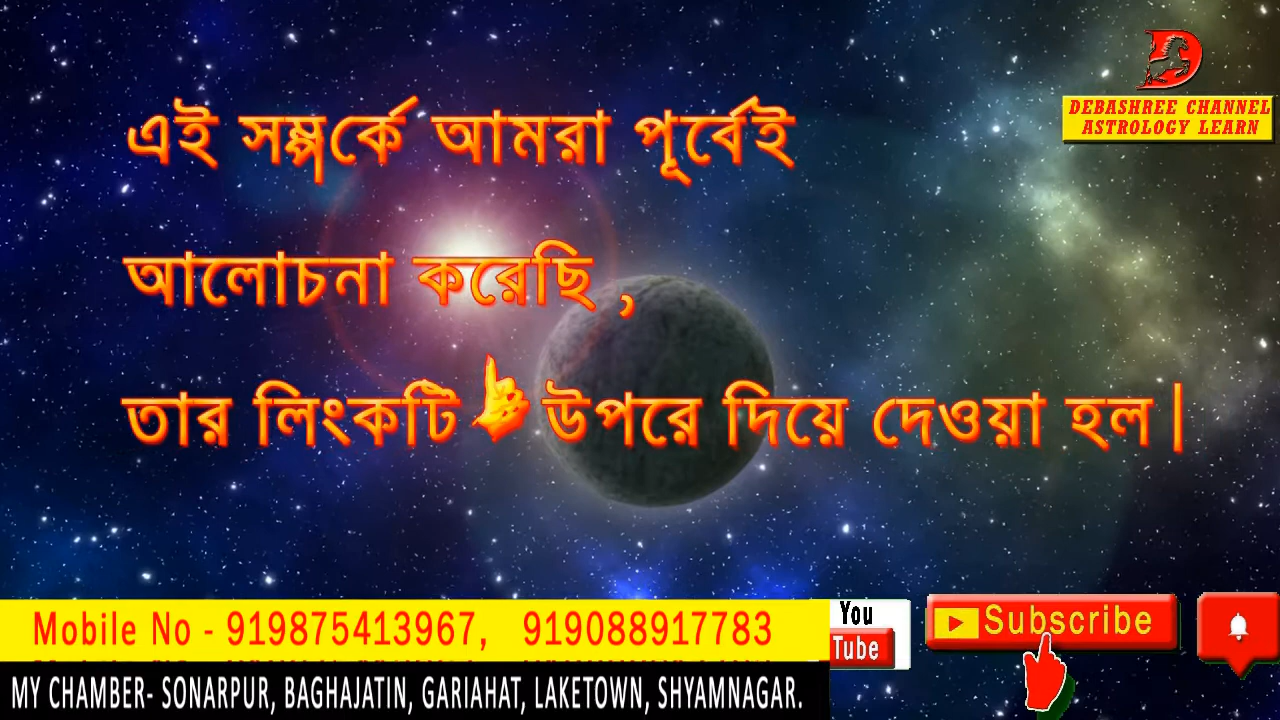 DEBASHREE CHANNEL
ASTROLOGY LEARN
এই সম্পর্কে আমরা পূর্বেই
আলোচনা করেছি ,
তার লিংকটি উপরে দিয়ে দেওয়া হল |
Mobile No - 919875413967, 919088917783
You
Tube
Subscribe
MY CHAMBER- SONARPUR, BAGHAJATIN, GARIAHAT, LAKETOWN, SHYAMNAGAR.